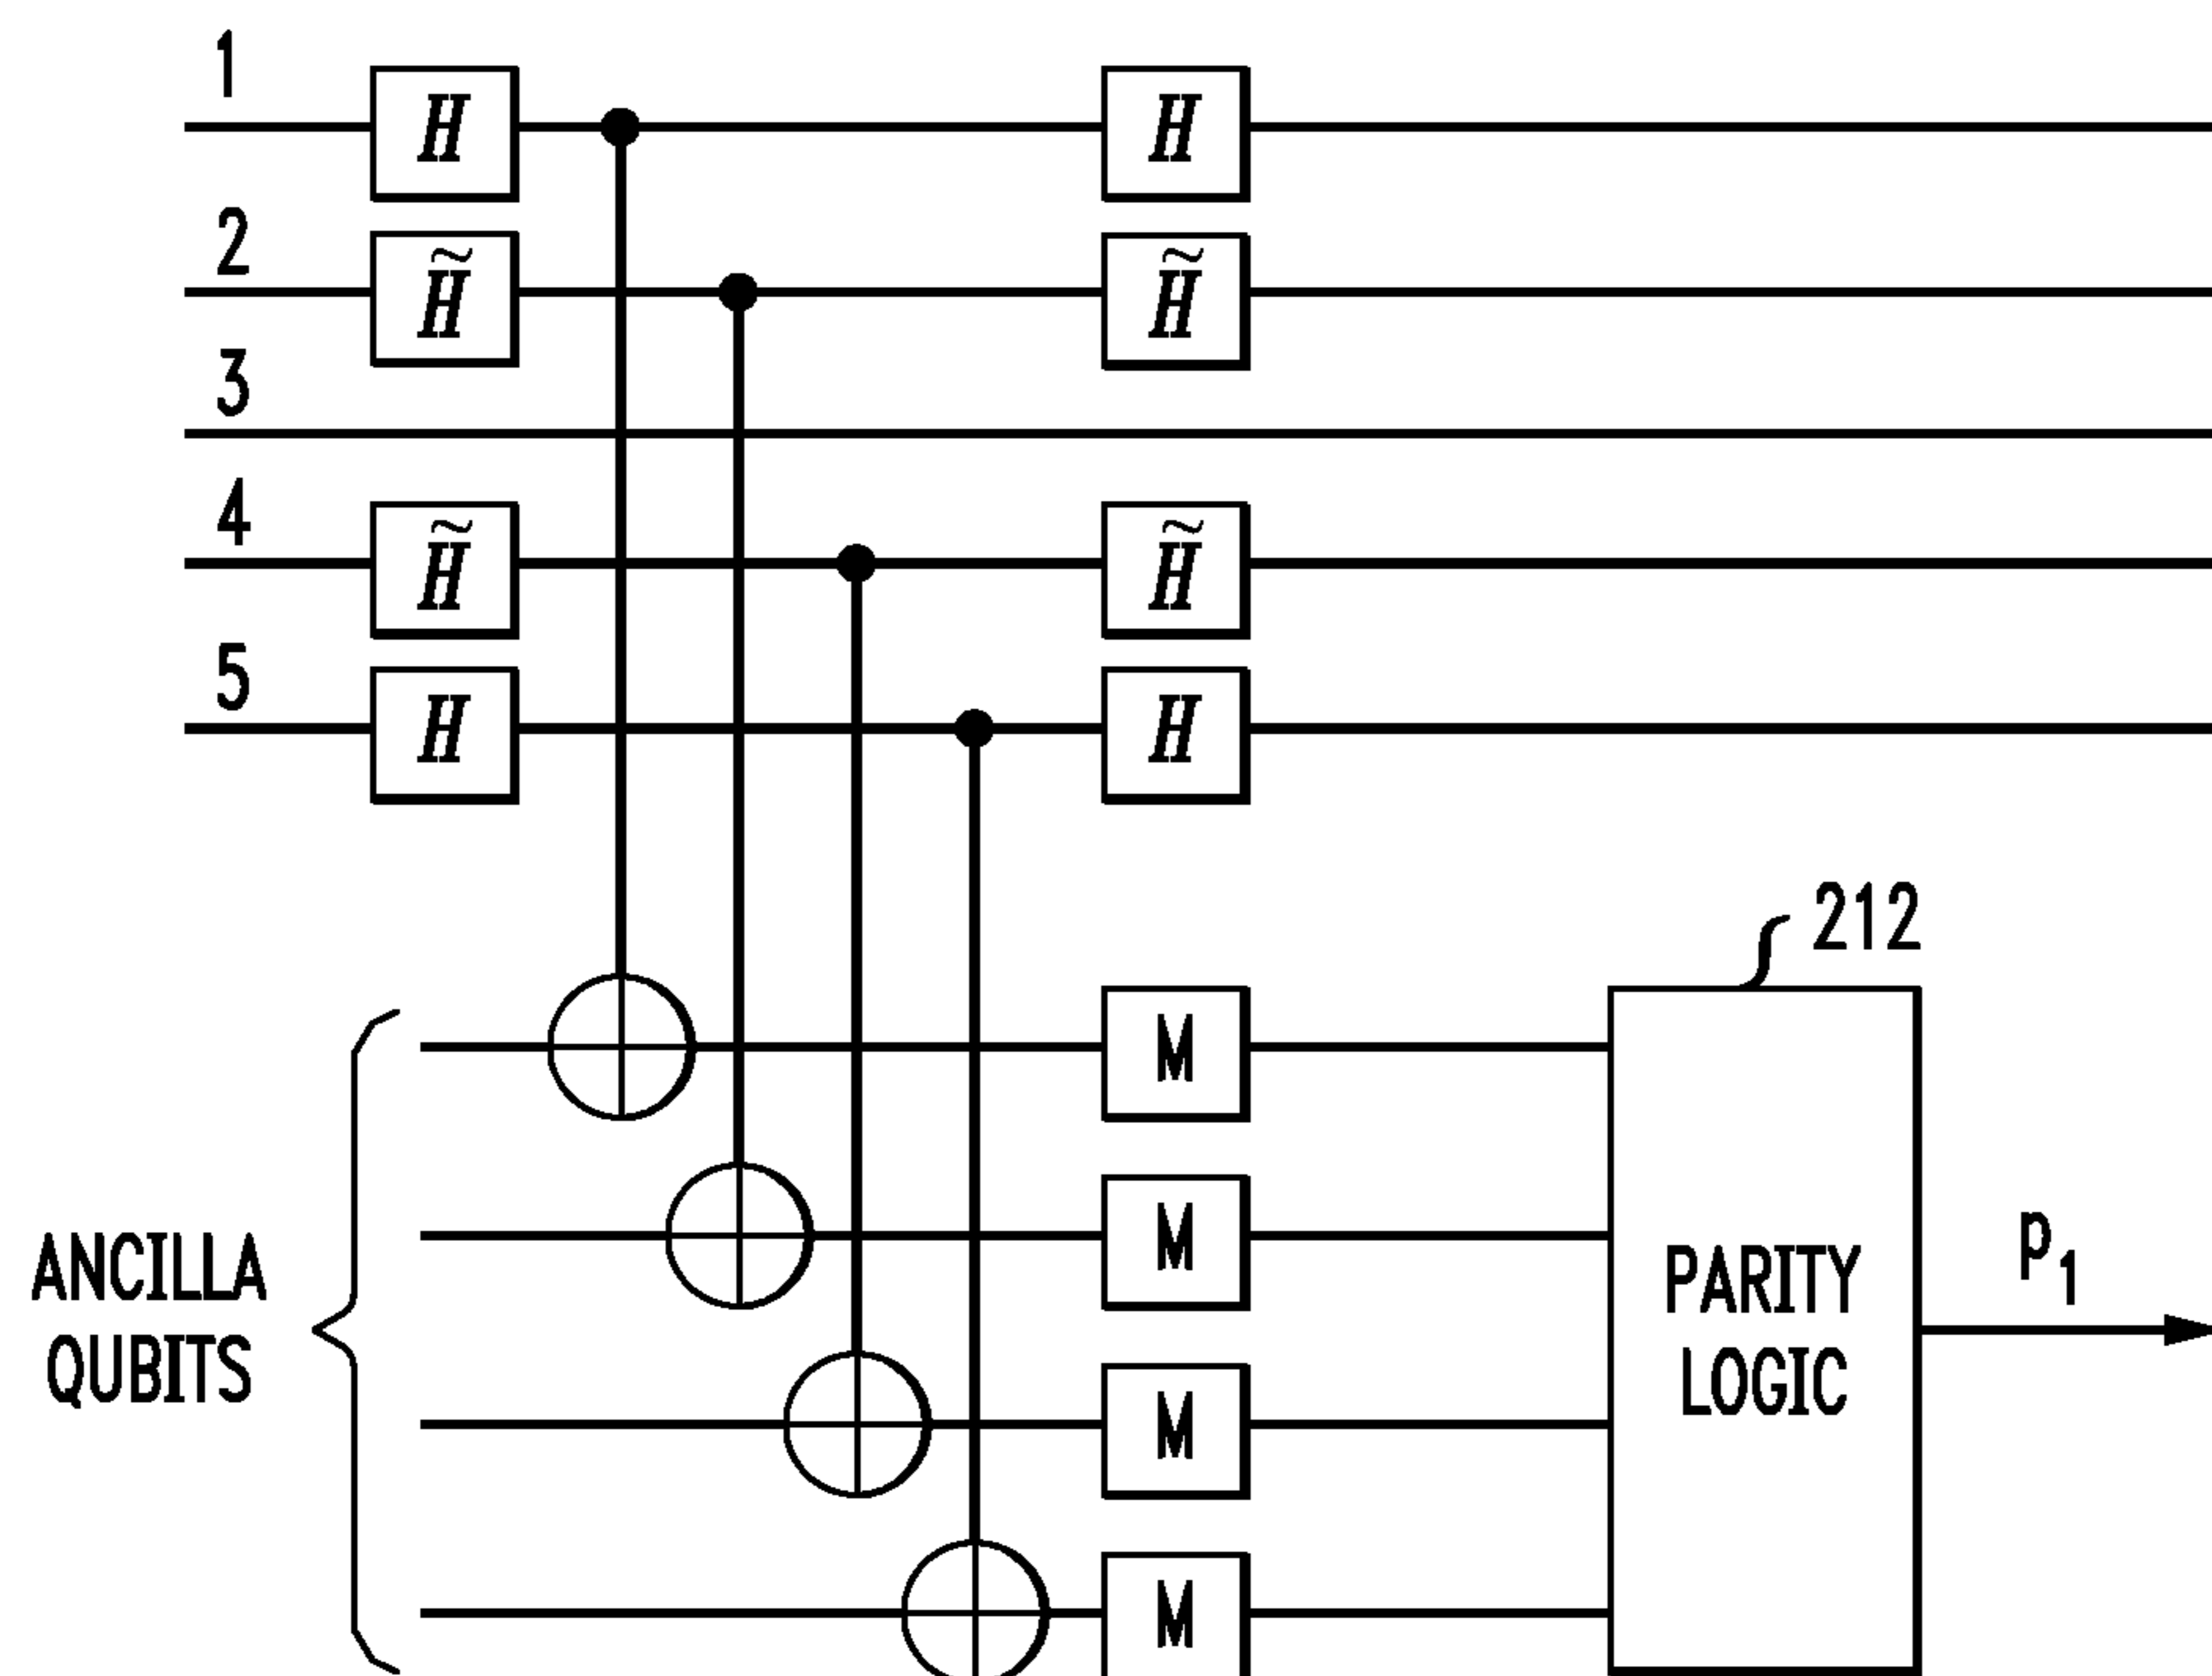 1
H H
2
H̃ H̃
3
4
H̃ H̃
5
H H
212
M
M
M
M
ANCILLA
QUBITS
PARITY
LOGIC
P1